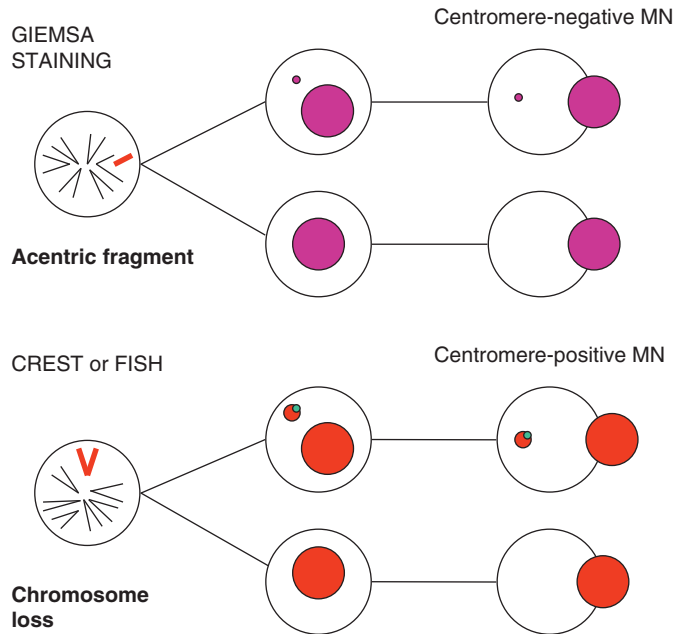 Centromere-negative MN
GIEMSA
STAINING
Acentric fragment
Centromere-positive MN
CREST or FISH
Chromosome
loss